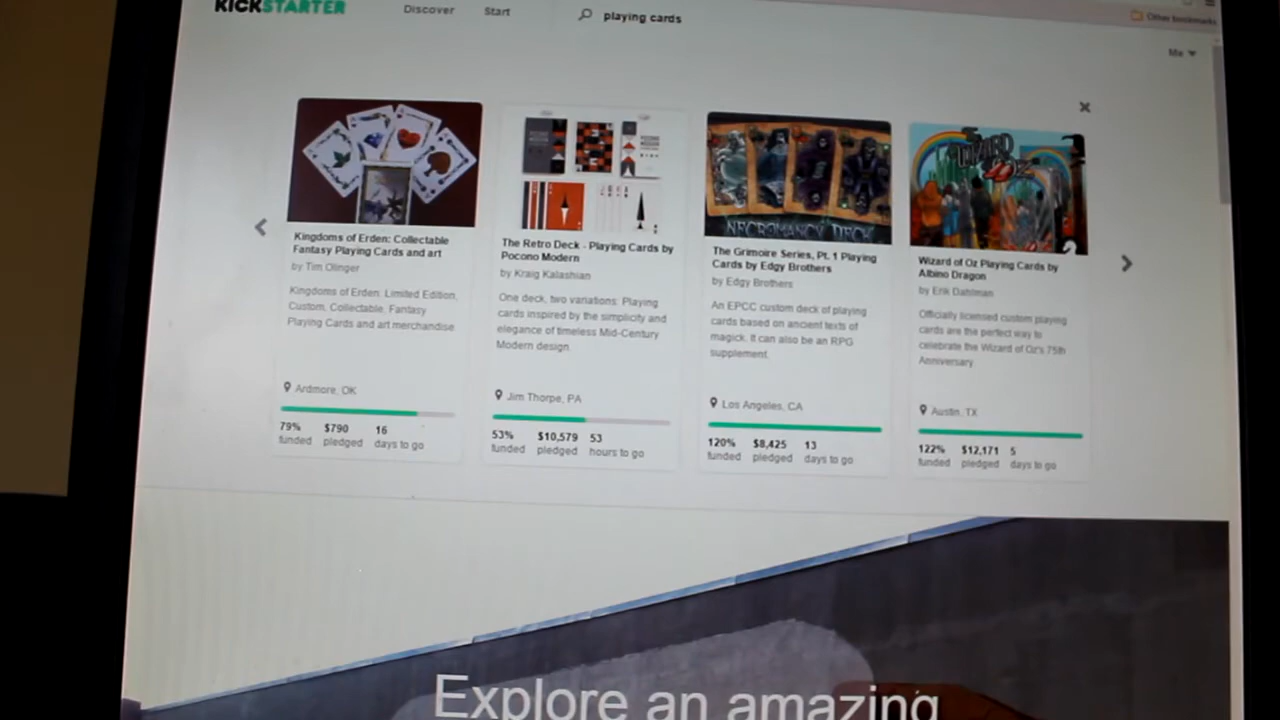 KICKSTARTER
Discover
Start
playing cards
Other bookmarks
Me
NECROMANCY DECK
Kingdoms of Erden: Collectable
Fantasy Playing Cards and art
by Tim Olinger
Kingdoms of Erden, Limited Edition,
Custom, Collectable, Fantasy
Playing Cards and art merchandise
Ardmore, OK
79% $790 16
funded pledged days to go
The Retro Deck - Playing Cards by
Pocono Modern
by Kraig Kalashian
One deck, two variations: Playing
cards inspired by the simplicity and
elegance of timeless Mid-Century
Modern design.
Jim Thorpe, PA
53% $10,579 53
funded pledged hours to go
The Grimoire Series, Pt. 1 Playing
Cards by Edgy Brothers
by Edgy Brothers
An EPCC custom deck of playing
cards based on ancient texts of
magick. It can also be an RPG
supplement.
Los Angeles, CA
120% $8,425 13
funded pledged days to go
Wizard of Oz Playing Cards by
Albino Dragon
by Erik Dahlman
Officially licensed custom playing
cards are the perfect way to
celebrate the Wizard of Oz's 75th
Anniversary.
Austin, TX
122% $12,171 5
funded pledged days to go
Explore an amazing